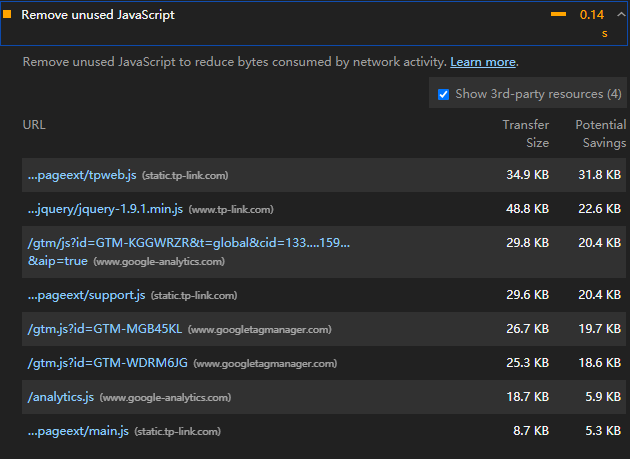 Remove unused JavaScript 0.14 s
Remove unused JavaScript to reduce bytes consumed by network activity. Learn more.
Show 3rd-party resources (4)
URL Transfer Size Potential Savings
...pageext/tpweb.js (static.tp-link.com) 34.9 KB 31.8 KB
...jquery/jquery-1.9.1.min.js (www.tp-link.com) 48.8 KB 22.6 KB
/gtm/js?id=GTM-KGGWRZR&t=global&cid=133....159...
&aip=true (www.google-analytics.com) 29.8 KB 20.4 KB
...pageext/support.js (static.tp-link.com) 29.6 KB 20.4 KB
/gtm.js?id=GTM-MGB45KL (www.googletagmanager.com) 26.7 KB 19.7 KB
/gtm.js?id=GTM-WDRM6JG (www.googletagmanager.com) 25.3 KB 18.6 KB
/analytics.js (www.google-analytics.com) 18.7 KB 5.9 KB
...pageext/main.js (static.tp-link.com) 8.7 KB 5.3 KB